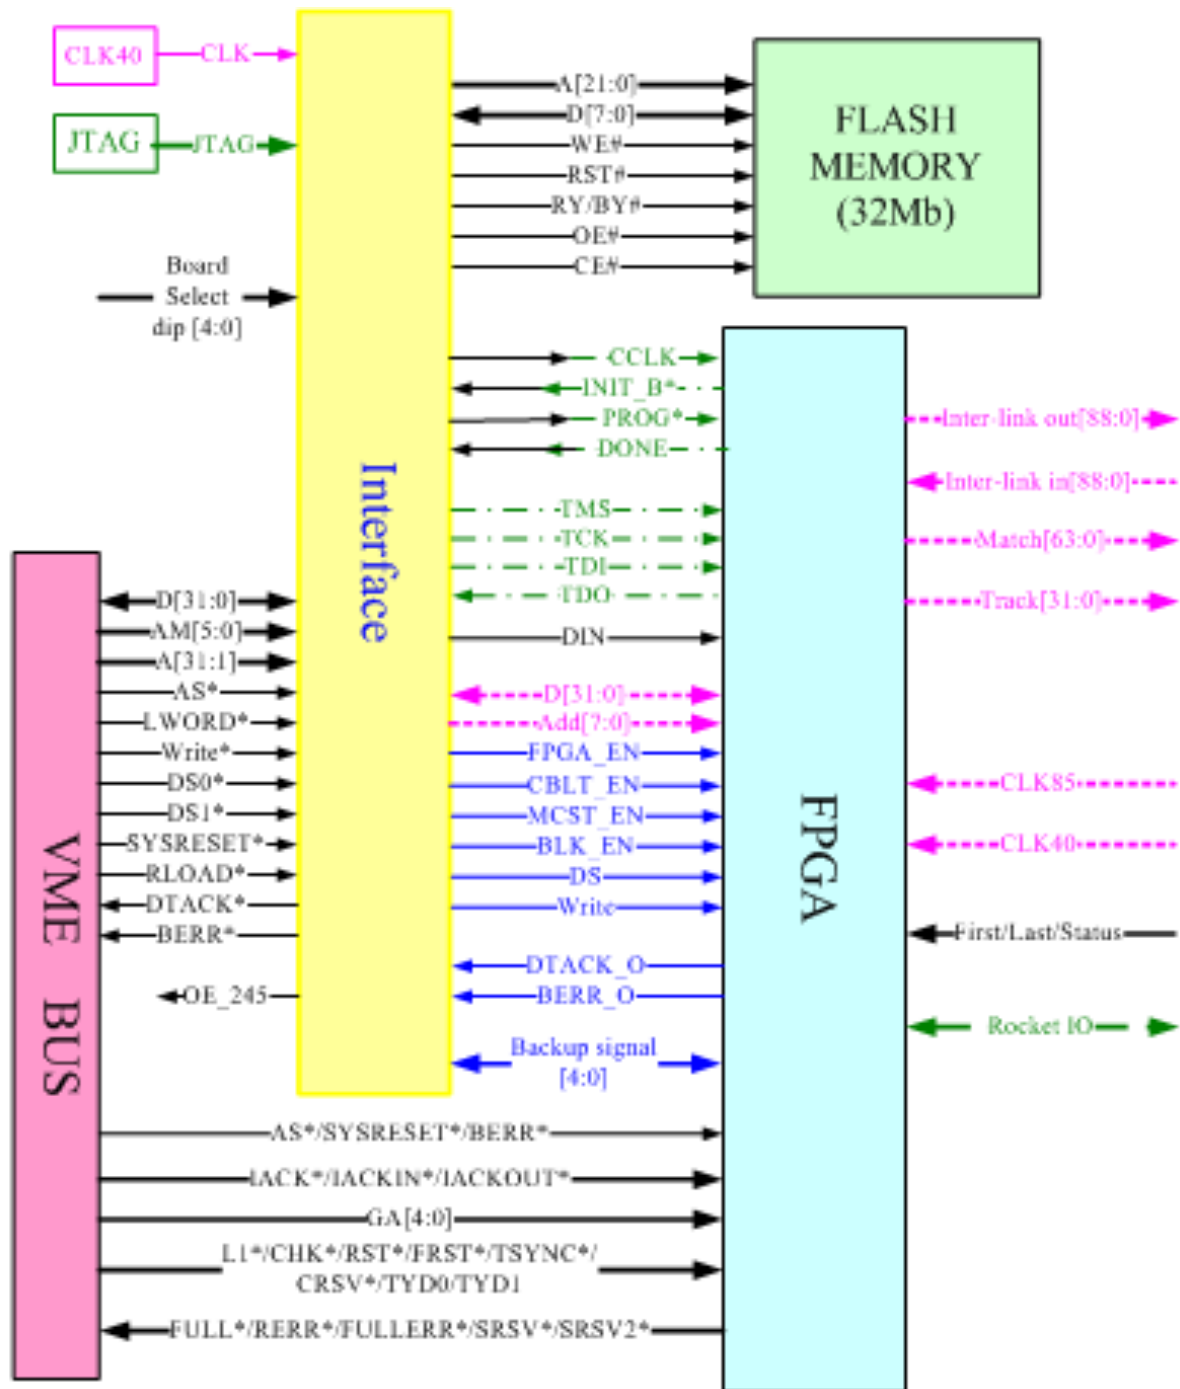 CLK40
CLK
JTAG
JTAG
Board
Select
dip [4:0]
A[21:0]
D[7:0]
WE#
RST#
RY/BY#
OE#
CE#
FLASH
MEMORY
(32Mb)
Interface
CCLK
INIT_B*
PROG*
DONE
TMS
TCK
TDI
TDO
DIN
D[31:0]
Add[7:0]
FPGA_EN
CBLT_EN
MCST_EN
BLK_EN
DS
Write
DTACK_O
BERR_O
Backup signal
[4:0]
FPGA
Inter-link out[88:0]
Inter-link in[88:0]
Match[63:0]
Track[31:0]
CLK85
CLK40
First/Last/Status
Rocket IO
VME BUS
D[31:0]
AM[5:0]
A[31:1]
AS*
LWORD*
Write*
DS0*
DS1*
SYSRESET*
RLOAD*
DTACK*
BERR*
OE_245
AS*/SYSRESET*/BERR*
IACK*/IACKIN*/IACKOUT*
GA[4:0]
L1*/CHK*/RST*/FRST*/TSYNC*/
CRSV*/TYD0/TYD1
FULL*/RERR*/FULLERR*/SRSV*/SRSV2*